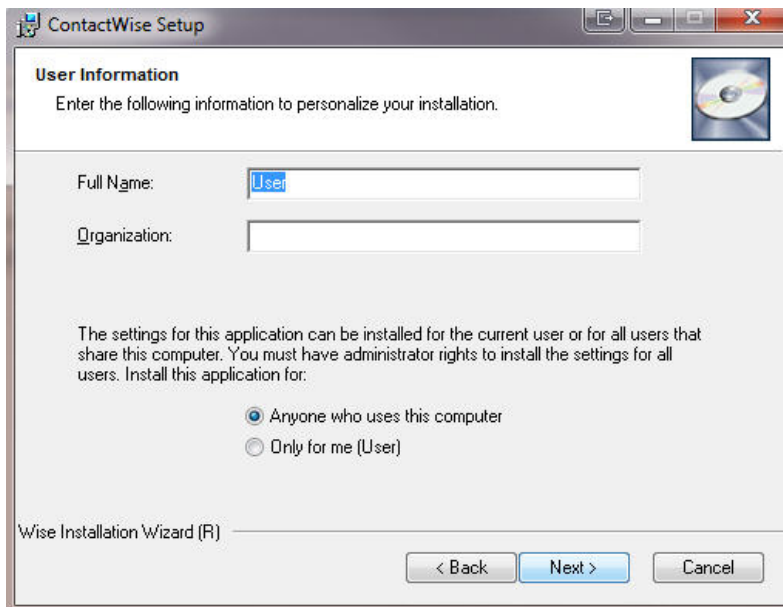 ContactWise Setup
User Information
Enter the following information to personalize your installation.
Full Name:
User
Organization:
The settings for this application can be installed for the current user or for all users that
share this computer. You must have administrator rights to install the settings for all
users. Install this application for:
Anyone who uses this computer
Only for me (User)
Wise Installation Wizard (R)
< Back
Next >
Cancel